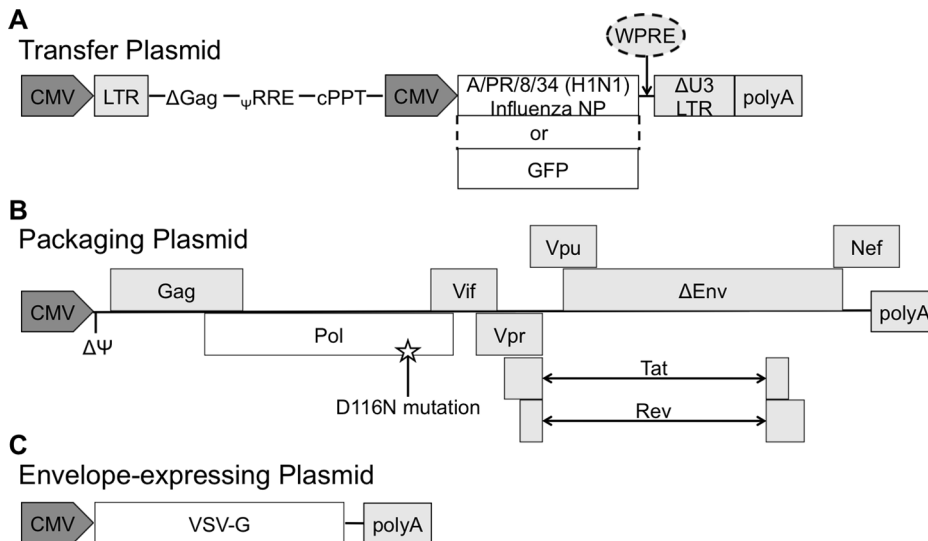 A
Transfer Plasmid
WPRE
CMV LTR ΔGag ΨRRE cPPT CMV A/PR/8/34 (H1N1) Influenza NP ΔU3 LTR polyA
or
GFP
B
Packaging Plasmid
Vpu Nef
Gag Vif ΔEnv
CMV polyA
ΔΨ
Pol Vpr
Tat
D116N mutation
Rev
C
Envelope-expressing Plasmid
CMV VSV-G polyA